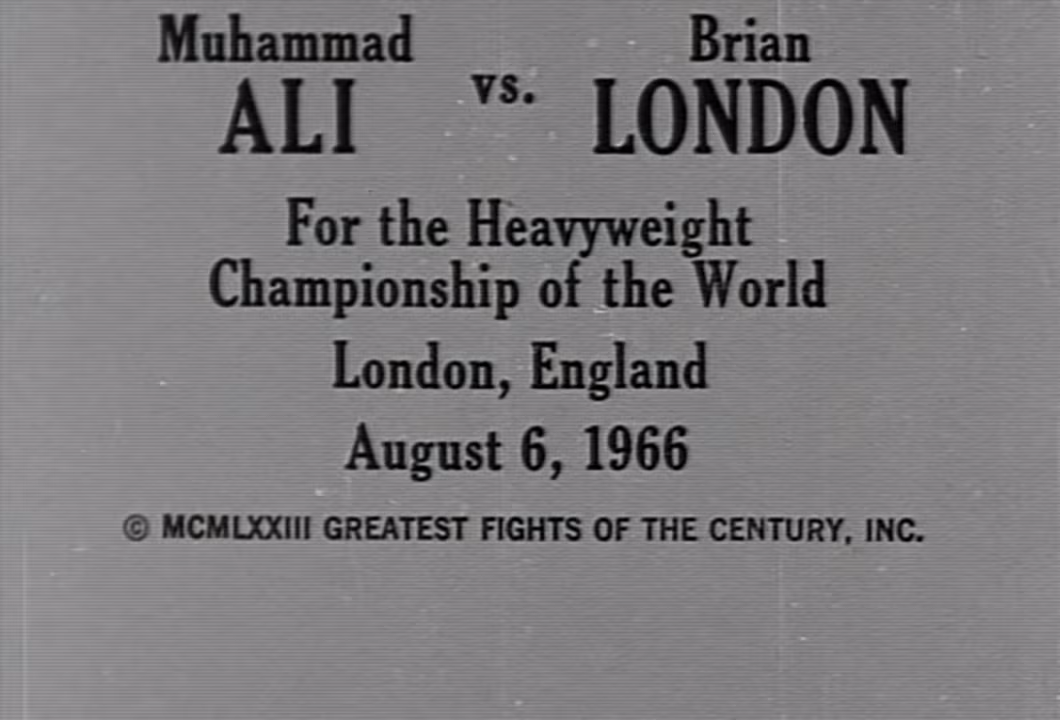 Muhammad ALI vs. Brian LONDON
For the Heavyweight
Championship of the World
London, England
August 6, 1966
© MCMLXXIII GREATEST FIGHTS OF THE CENTURY, INC.